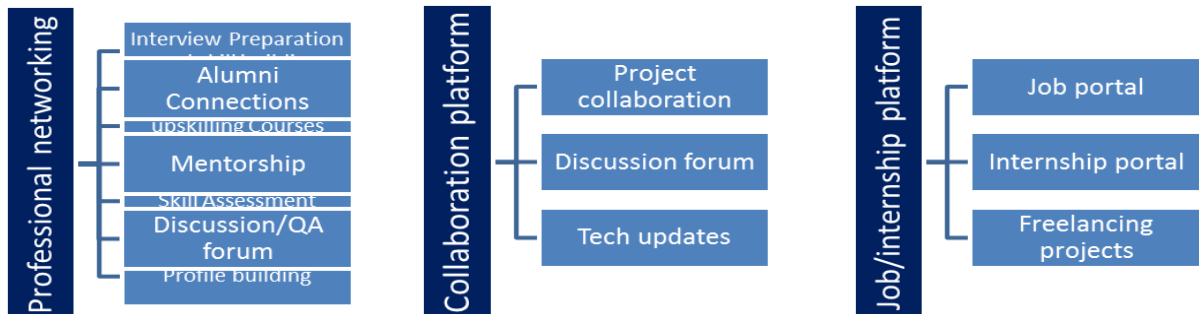 Professional networking
Interview Preparation
Alumni
Connections
upskilling Courses
Mentorship
Skill Assessment
Discussion/QA
forum
Profile building
Collaboration platform
Project
collaboration
Discussion forum
Tech updates
Job/internship platform
Job portal
Internship portal
Freelancing
projects